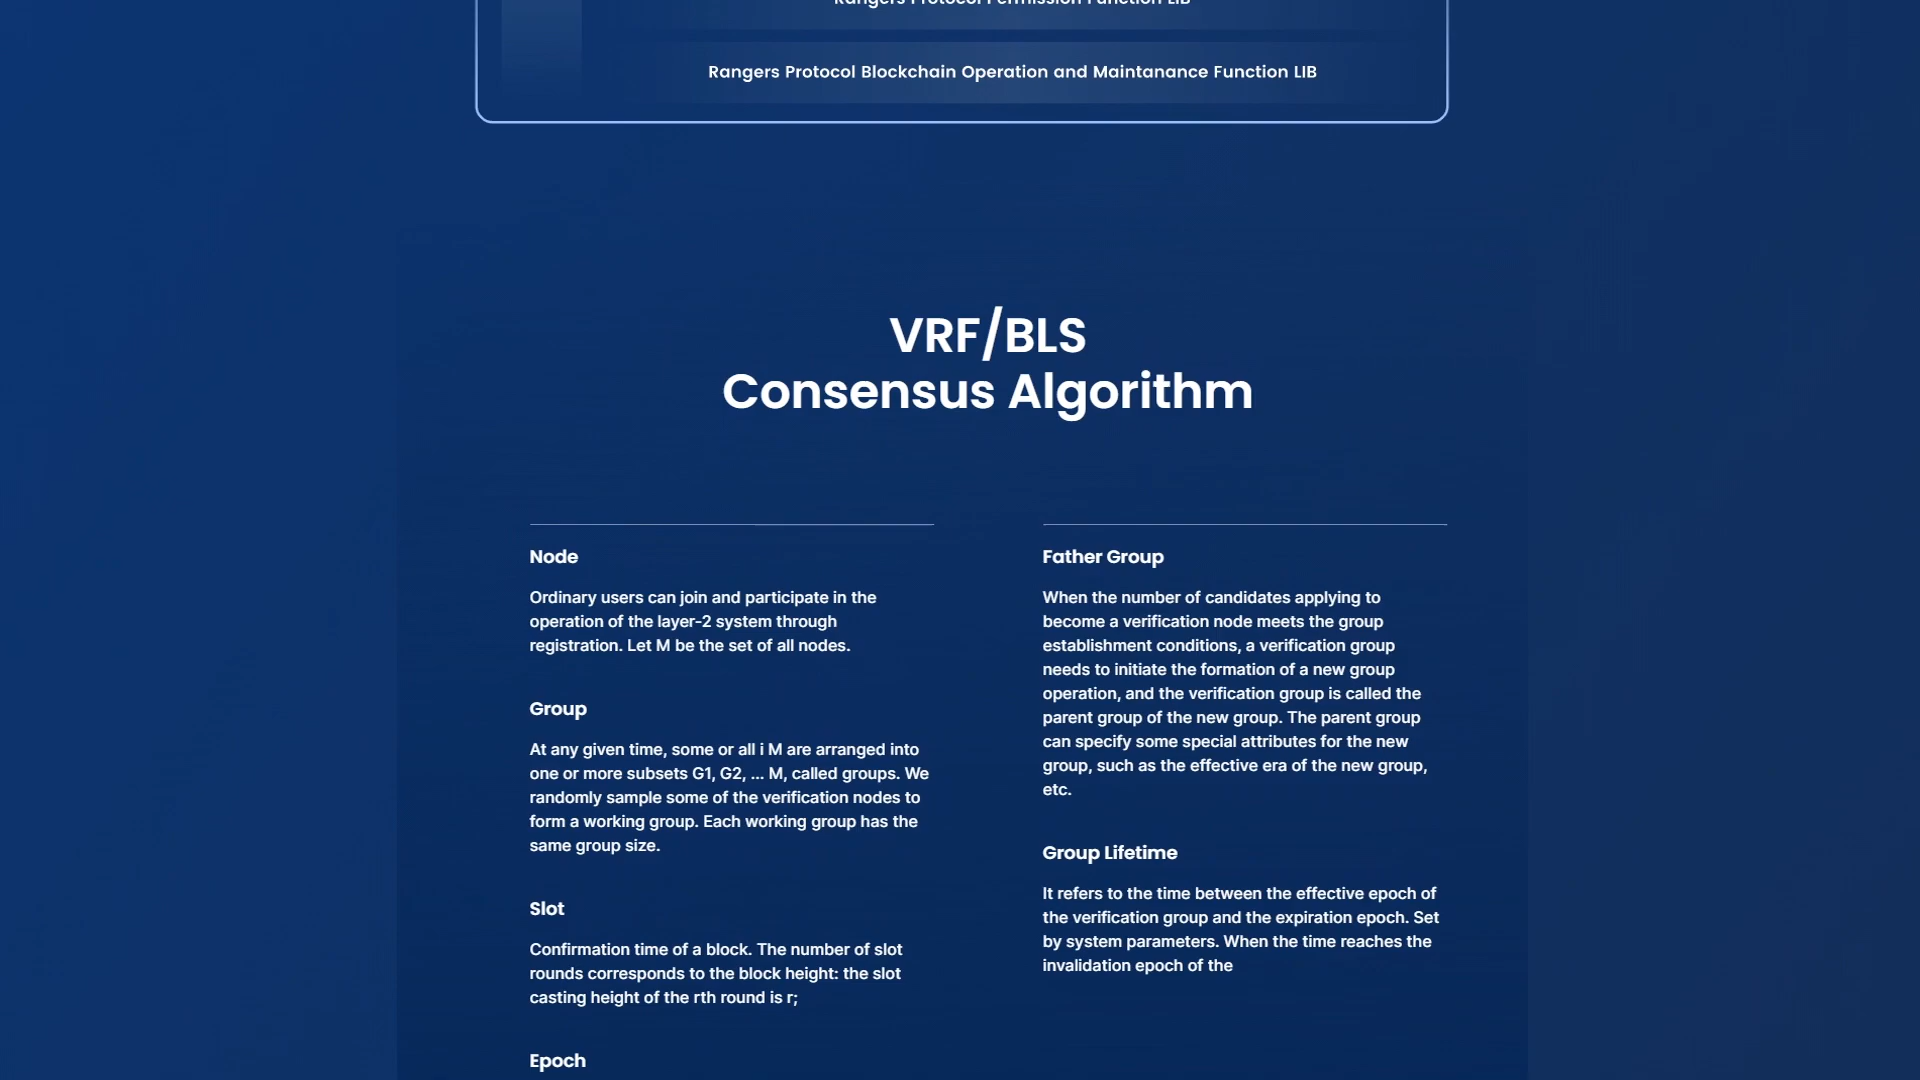 Rangers Protocol Permission Function LIB
Rangers Protocol Blockchain Operation and Maintanance Function LIB
VRF/BLS
Consensus Algorithm
Node
Ordinary users can join and participate in the
operation of the layer-2 system through
registration. Let M be the set of all nodes.
Group
At any given time, some or all i M are arranged into
one or more subsets G1, G2, ... M, called groups. We
randomly sample some of the verification nodes to
form a working group. Each working group has the
same group size.
Slot
Confirmation time of a block. The number of slot
rounds corresponds to the block height: the slot
casting height of the rth round is r;
Epoch
Father Group
When the number of candidates applying to
become a verification node meets the group
establishment conditions, a verification group
needs to initiate the formation of a new group
operation, and the verification group is called the
parent group of the new group. The parent group
can specify some special attributes for the new
group, such as the effective era of the new group,
etc.
Group Lifetime
It refers to the time between the effective epoch of
the verification group and the expiration epoch. Set
by system parameters. When the time reaches the
invalidation epoch of the